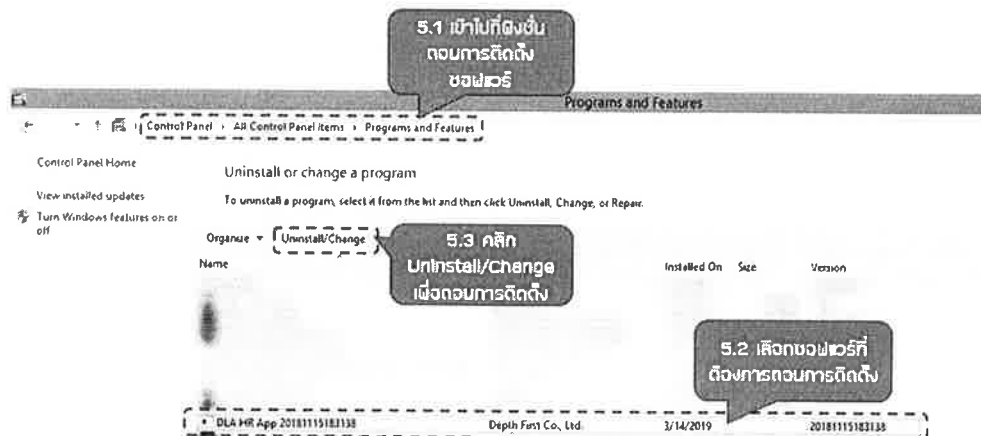 5.1 เข้าไปที่ฟังชั่น
ถอนการติดตั้ง
ซอฟแวร์
Programs and Features
Control Panel › All Control Panel Items › Programs and Features
Control Panel Home
Uninstall or change a program
View installed updates
To uninstall a program, select it from the list and then click Uninstall, Change, or Repair.
Turn Windows features on or
off
Organize
Uninstall/Change
5.3 คลิก
Uninstall/Change
เพื่อถอนการติดตั้ง
Name
Installed On
Size
Version
5.2 เลือกซอฟแวร์ที่
ต้องการถอนการติดตั้ง
DLA HR App 20181115183138
Depth First Co., Ltd.
3/14/2019
20181115183138